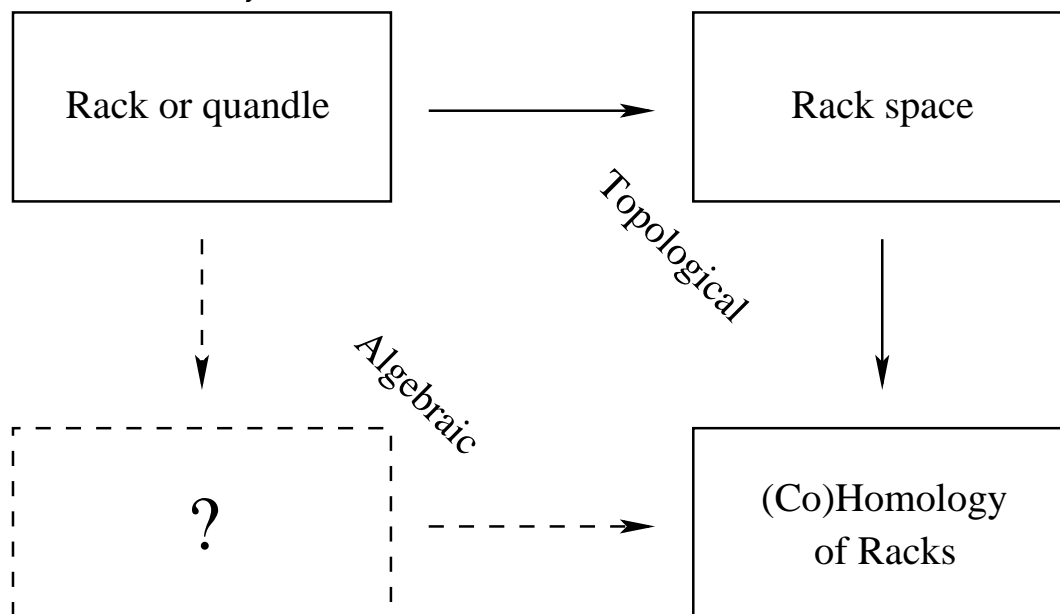 Rack or quandle
Rack space
Topological
Algebraic
?
(Co)Homology
of Racks